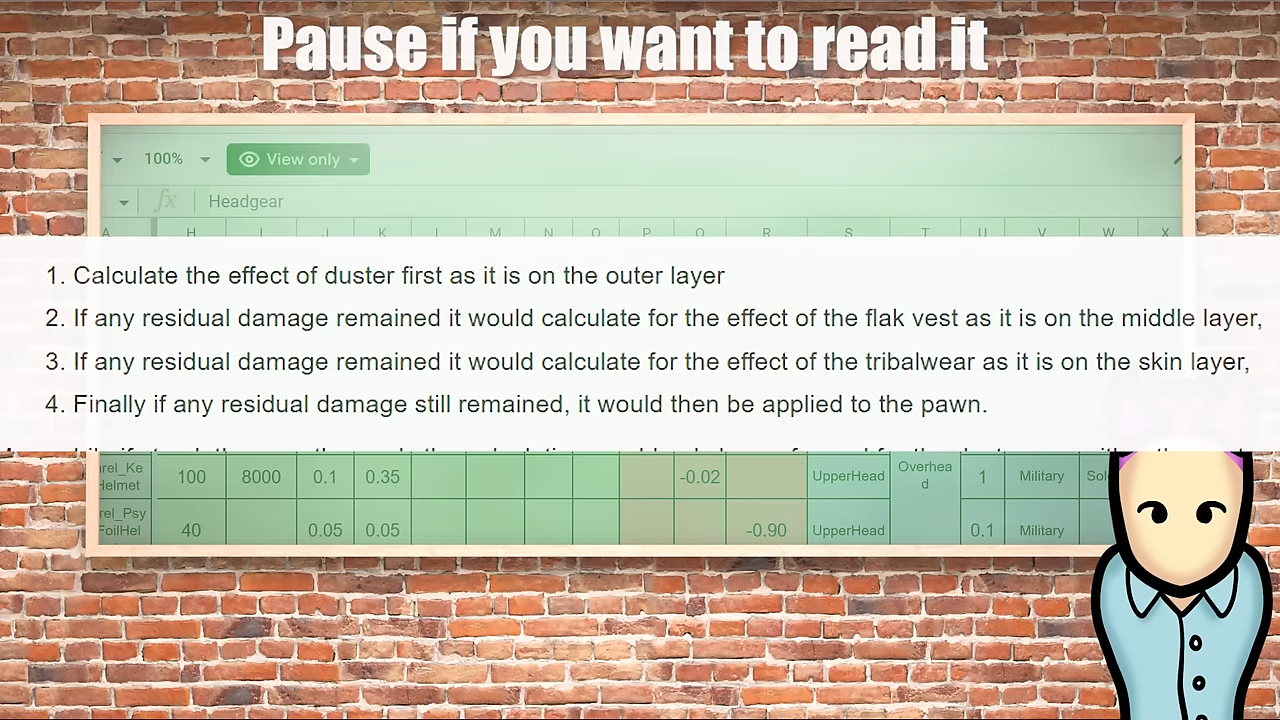 Pause if you want to read it
100% View only
fx Headgear
A H I J K L M N O P Q R S T U V W X
1. Calculate the effect of duster first as it is on the outer layer
2. If any residual damage remained it would calculate for the effect of the flak vest as it is on the middle layer,
3. If any residual damage remained it would calculate for the effect of the tribalwear as it is on the skin layer,
4. Finally if any residual damage still remained, it would then be applied to the pawn.
100 8000 0.1 0.35 -0.02 UpperHead Overhea
d 1 Military
Helmet
40 0.05 0.05 -0.90 UpperHead 0.1 Military